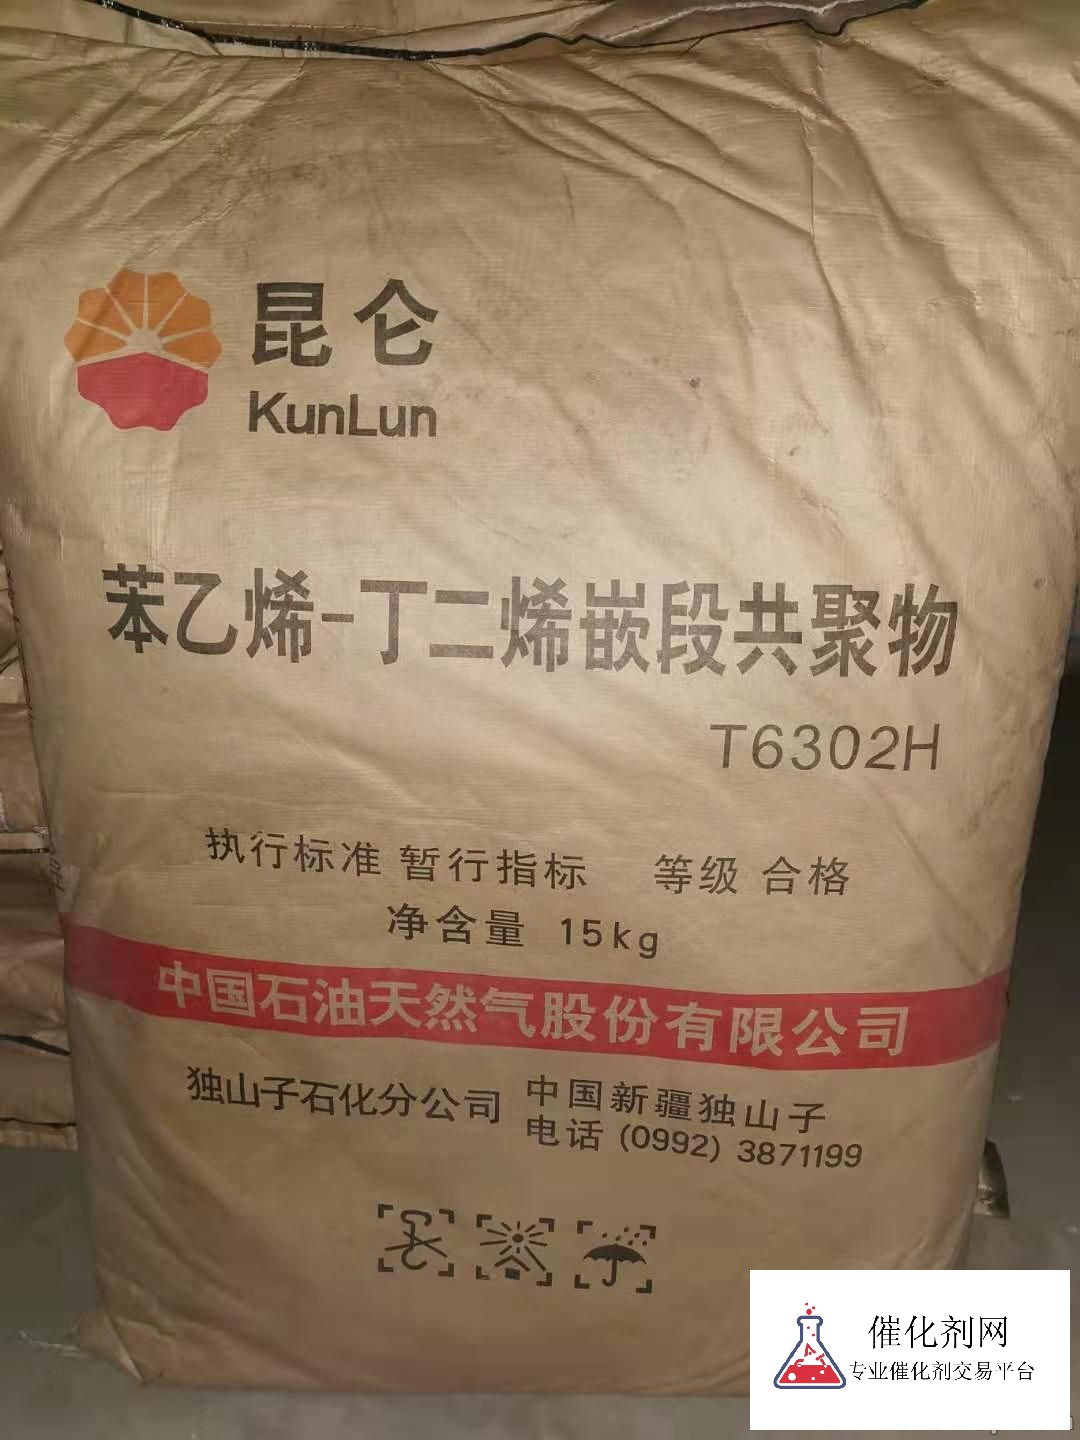 昆仑
KunLun
苯乙烯-丁二烯嵌段共聚物
T6302H
执行标准 暂行指标 等级 合格
净含量 15kg
中国石油天然气股份有限公司
独山子石化分公司 中国新疆独山子
电话 (0992) 3871199
催化剂网
专业催化剂交易平台